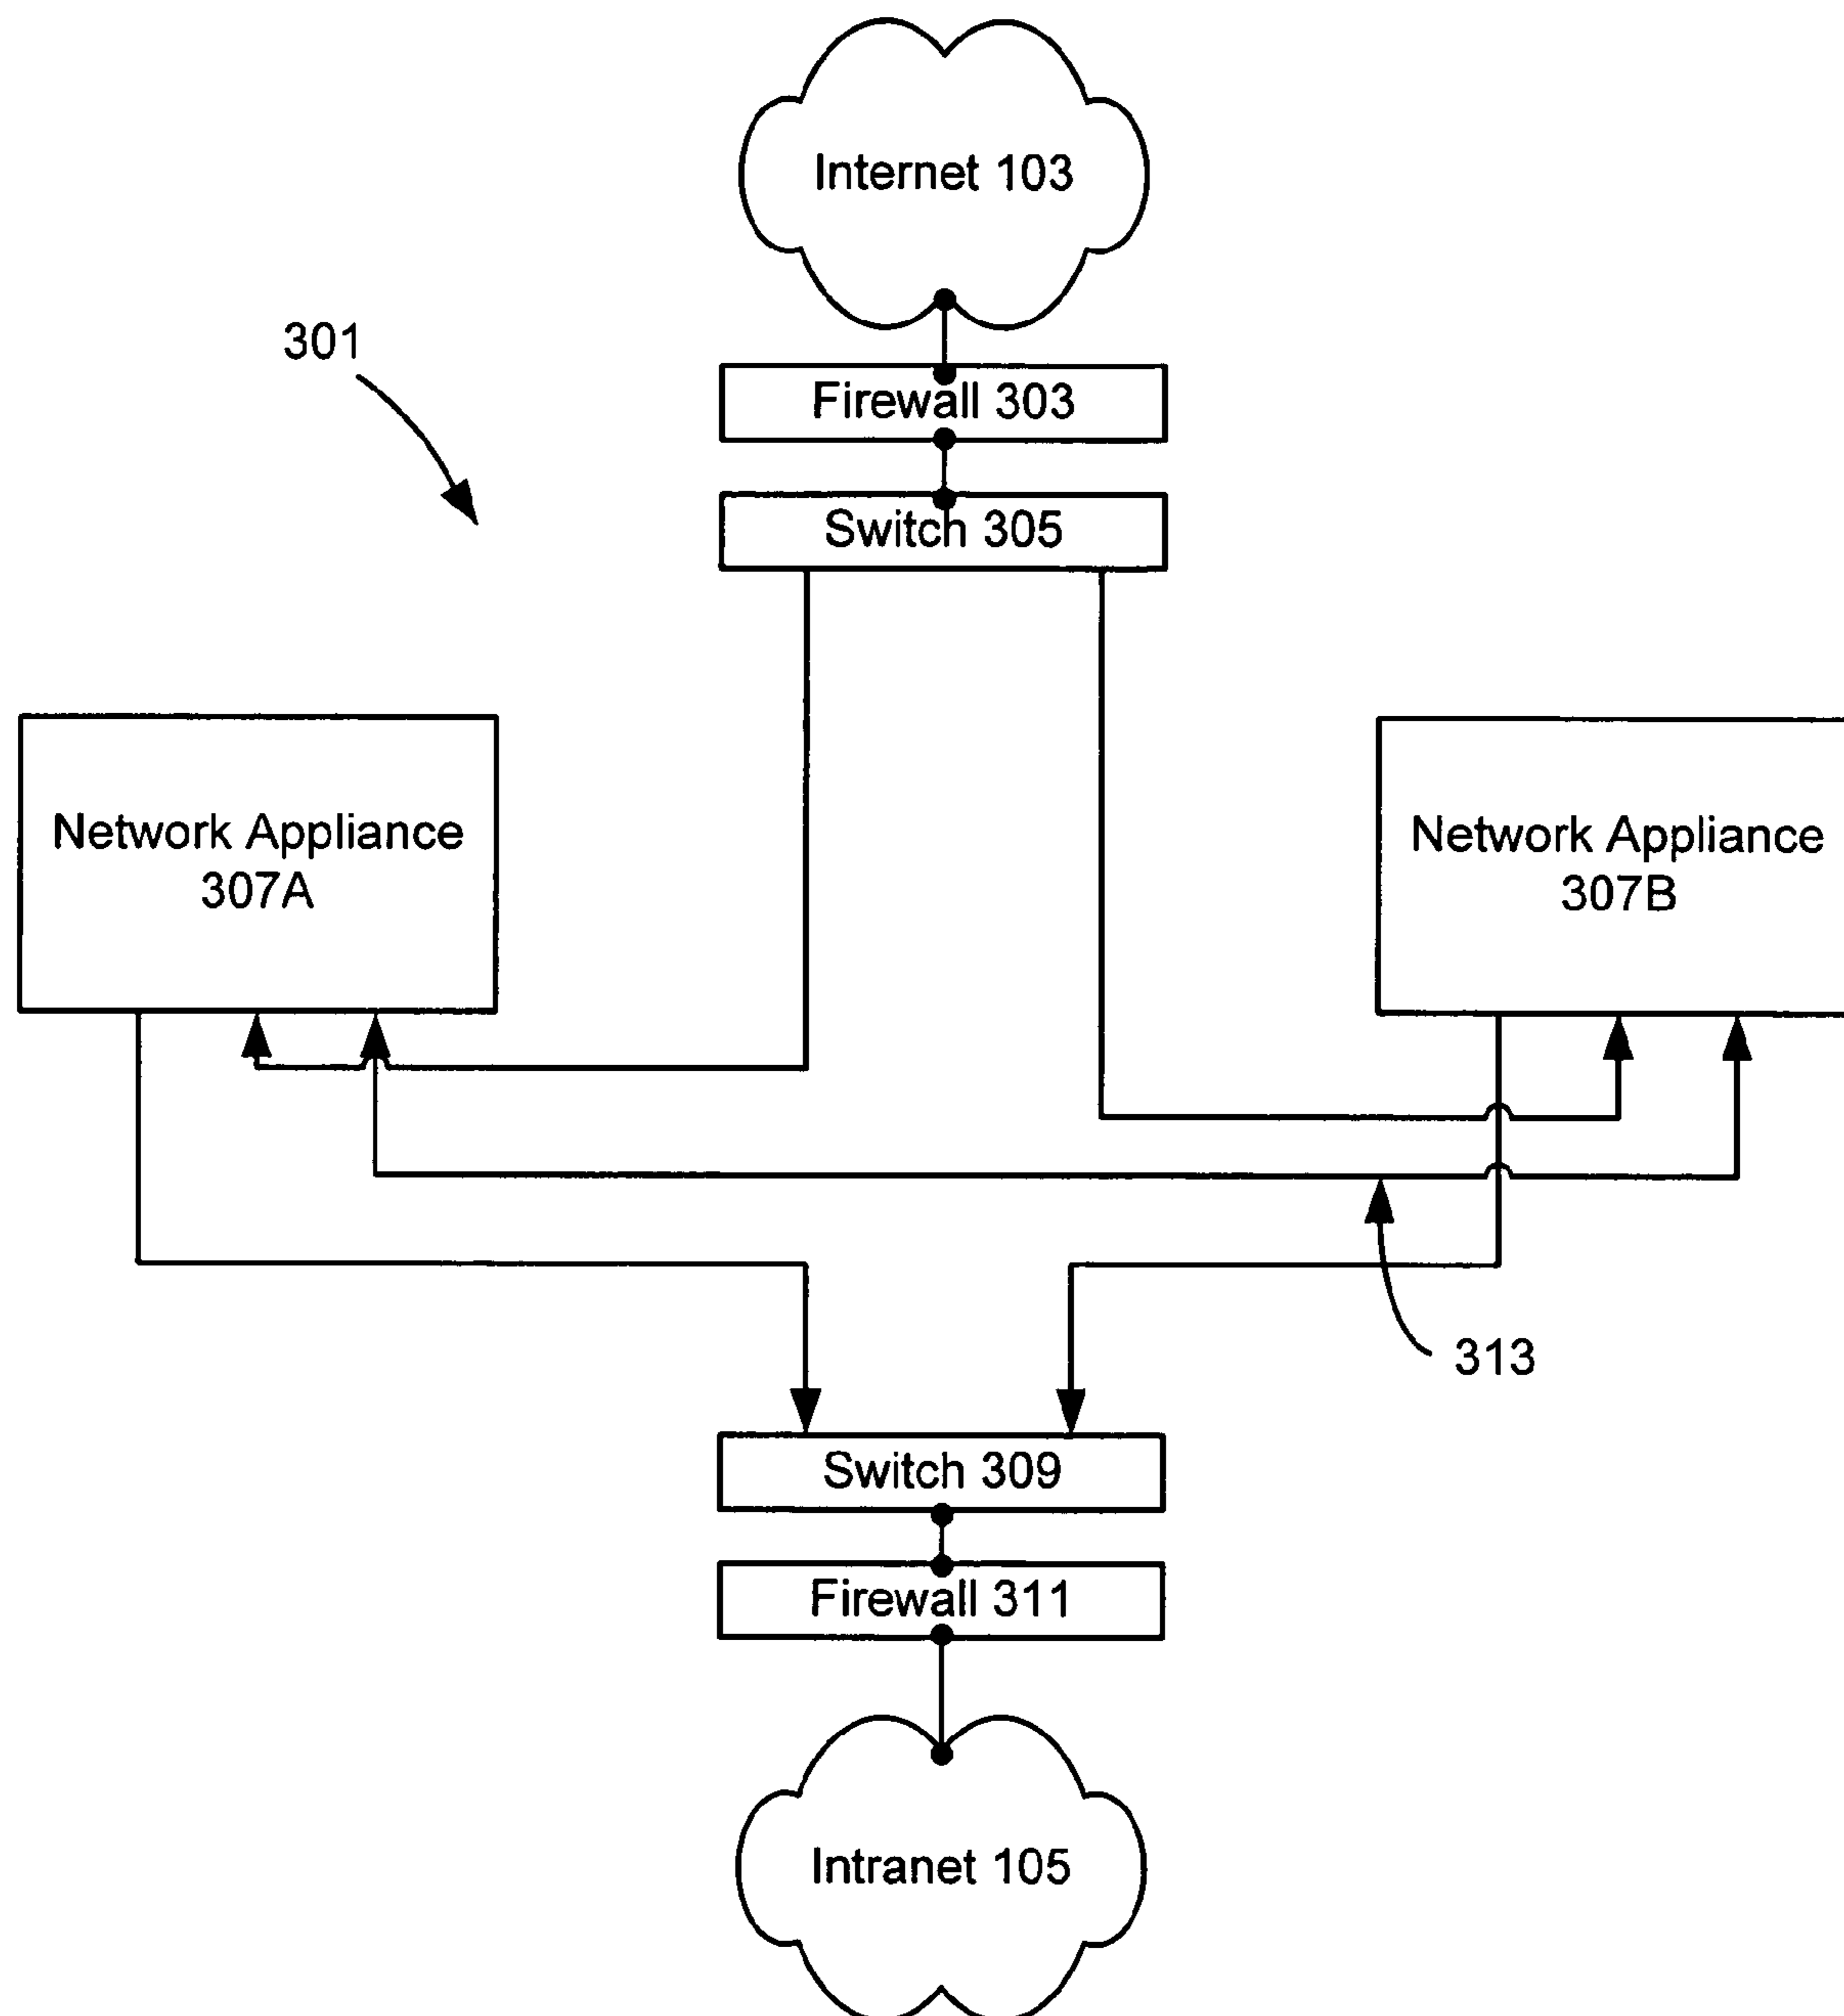 Internet 103
301
Firewall 303
Switch 305
Network Appliance
307A
Network Appliance
307B
313
Switch 309
Firewall 311
Intranet 105